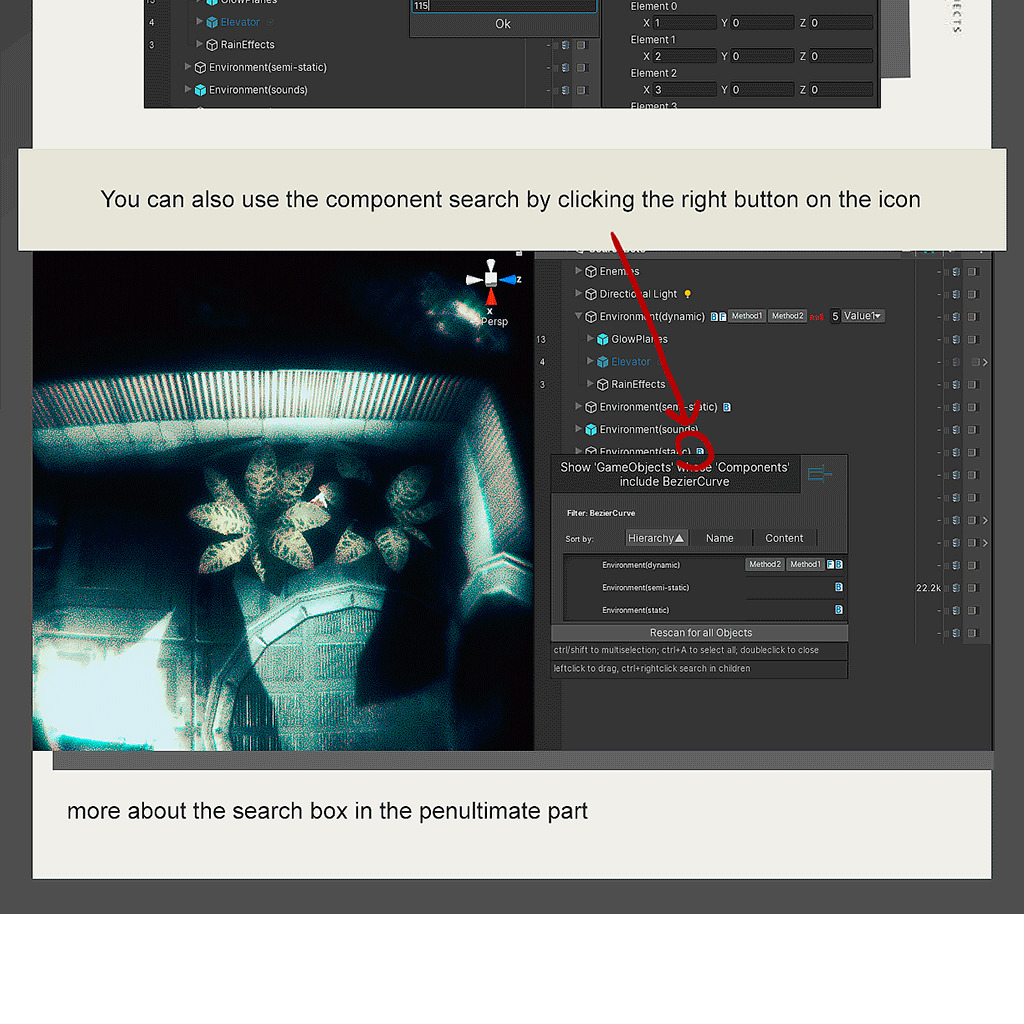 115
Ok
4
Elevator
3
RainEffects
Environment(semi-static)
Environment(sounds)
Element 0
X 1 Y 0 Z 0
Element 1
X 2 Y 0 Z 0
Element 2
X 3 Y 0 Z 0
Element 3
You can also use the component search by clicking the right button on the icon
z
x
Persp
Enemies
Directional Light
Environment(dynamic) B F Method1 Method2 5 Value1
13 GlowPlanes
4 Elevator
3 RainEffects
Environment(semi-static) B
Environment(sounds)
Environment(static) B
Show 'GameObjects' whose 'Components'
include BezierCurve
Filter: BezierCurve
Sort by: Hierarchy Name Content
Environment(dynamic) Method2 Method1 F B
Environment(semi-static) B
Environment(static) B
22.2k
Rescan for all Objects
ctrl/shift to multiselection; ctrl+A to select all; doubleclick to close
leftclick to drag, ctrl+rightclick search in children
more about the search box in the penultimate part